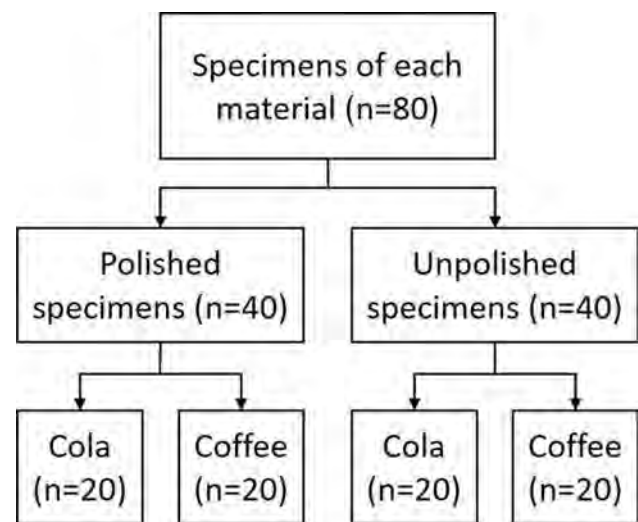 Specimens of each
material (n=80)
Polished
specimens (n=40)
Unpolished
specimens (n=40)
Cola
(n=20)
Coffee
(n=20)
Cola
(n=20)
Coffee
(n=20)